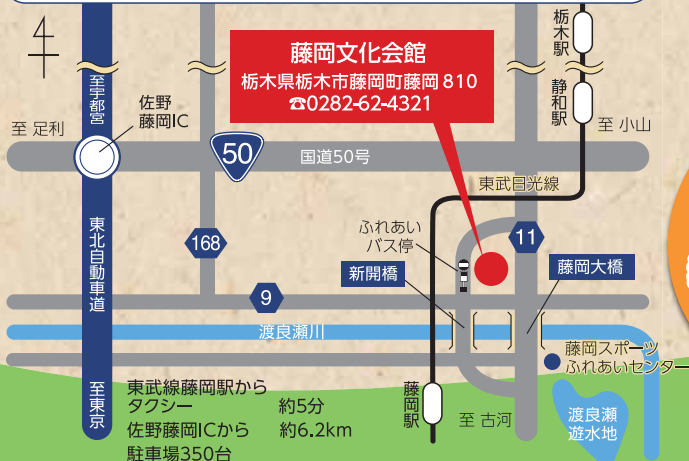 栃木駅
藤岡文化会館
栃木県栃木市藤岡町藤岡 810
☎0282-62-4321
至宇都宮
佐野
藤岡IC
静和駅
至 足利
至 小山
50
国道50号
東武日光線
東北自動車道
168
ふれあい
バス停
11
新開橋
藤岡大橋
9
渡良瀬川
藤岡スポーツ
ふれあいセンター
至東京
東武線藤岡駅から
タクシー 約5分
佐野藤岡ICから 約6.2km
駐車場350台
藤岡駅
至 古河
渡良瀬
遊水地